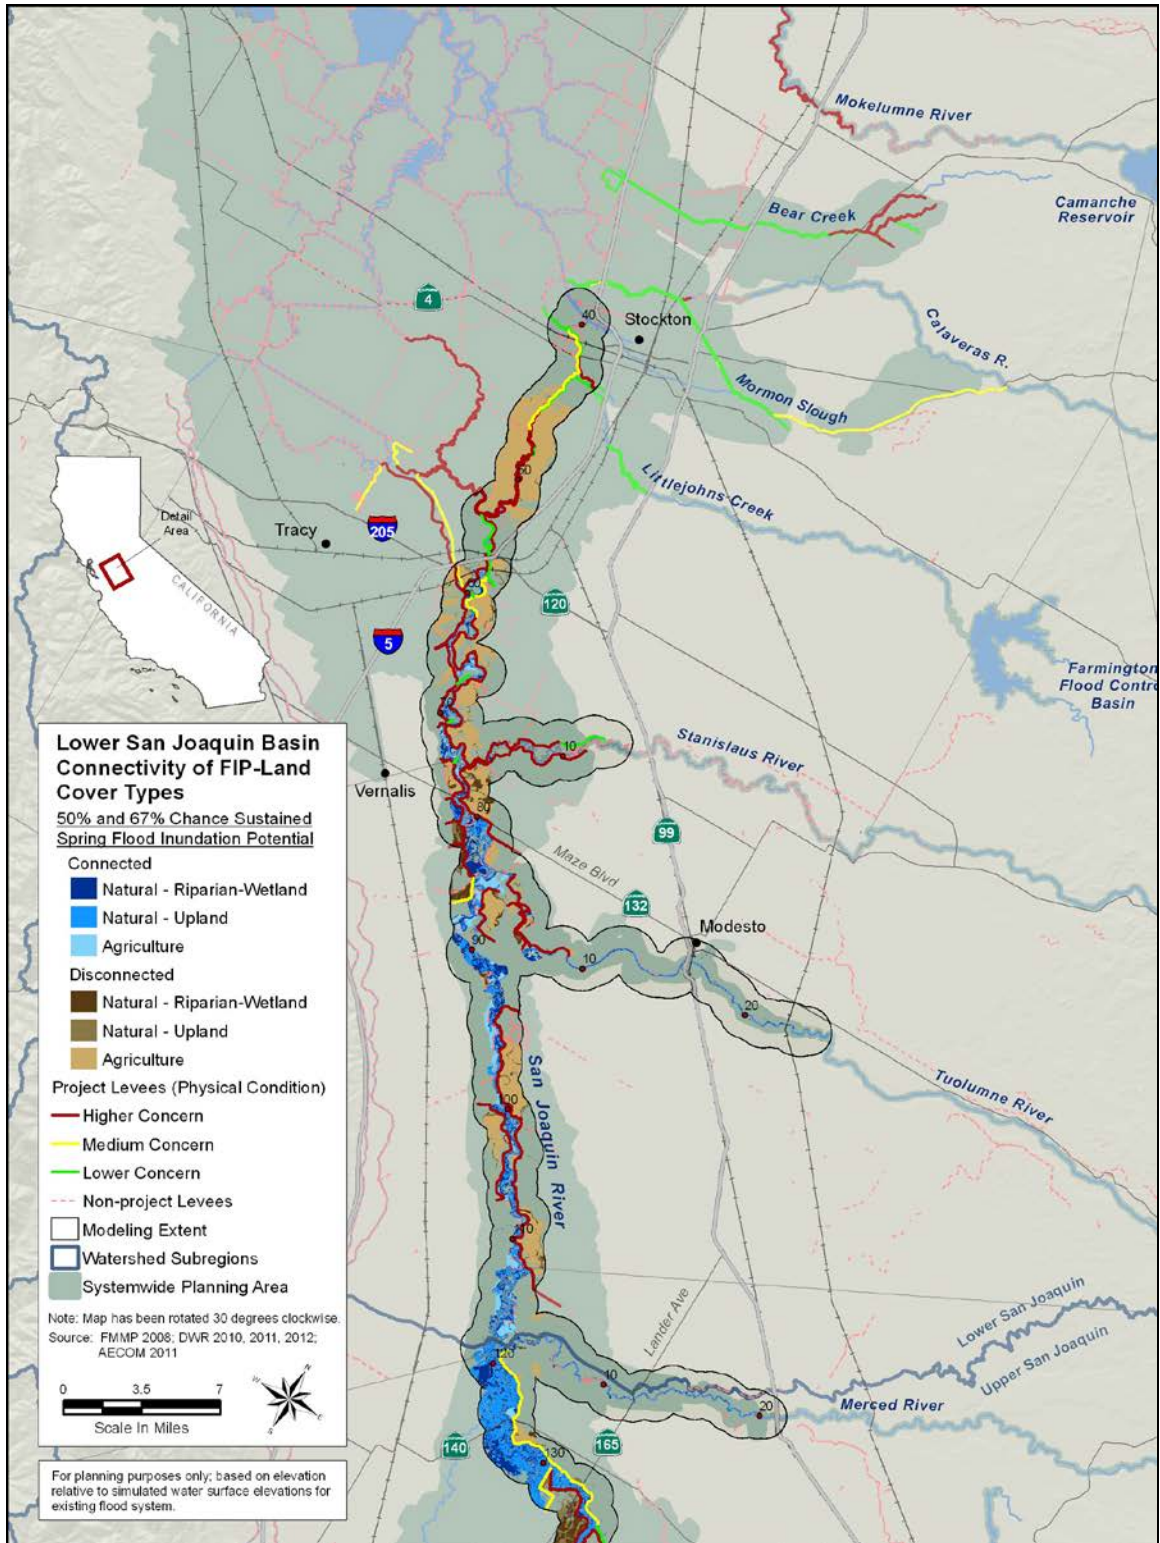 Mokelumne River
Camanche
Reservoir
Bear Creek
4
40
Stockton
Calaveras R.
Mormon Slough
Littlejohns Creek
Detail
Area
CALIFORNIA
Tracy
205
120
5
Farmington
Flood Contro
Basin
10
Stanislaus River
Vernalis
80
99
Maze Blvd
132
Modesto
90
10
20
Tuolumne River
San Joaquin River
Lower San Joaquin Basin
Connectivity of FIP-Land
Cover Types
50% and 67% Chance Sustained
Spring Flood Inundation Potential
Connected
Natural - Riparian-Wetland
Natural - Upland
Agriculture
Disconnected
Natural - Riparian-Wetland
Natural - Upland
Agriculture
Project Levees (Physical Condition)
Higher Concern
Medium Concern
Lower Concern
Non-project Levees
Modeling Extent
Watershed Subregions
Systemwide Planning Area
Note: Map has been rotated 30 degrees clockwise.
Source: FMMP 2008; DWR 2010, 2011, 2012;
AECOM 2011
N
W
E
S
0 3.5 7
Scale In Miles
For planning purposes only; based on elevation
relative to simulated water surface elevations for
existing flood system.
Lander Ave
Lower San Joaquin
Upper San Joaquin
120
10
20
Merced River
140
165
130